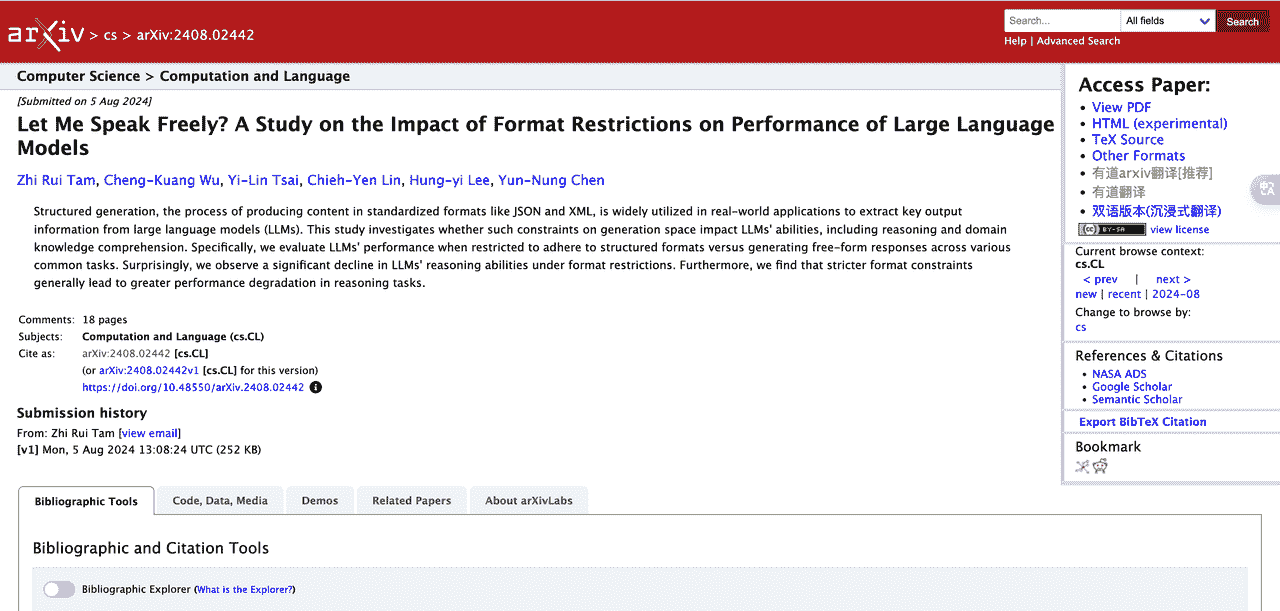 arXiv > cs > arXiv:2408.02442
Search...
All fields
Search
Help | Advanced Search
Computer Science > Computation and Language
[Submitted on 5 Aug 2024]
Let Me Speak Freely? A Study on the Impact of Format Restrictions on Performance of Large Language
Models
Zhi Rui Tam, Cheng-Kuang Wu, Yi-Lin Tsai, Chieh-Yen Lin, Hung-yi Lee, Yun-Nung Chen
Structured generation, the process of producing content in standardized formats like JSON and XML, is widely utilized in real-world applications to extract key output
information from large language models (LLMs). This study investigates whether such constraints on generation space impact LLMs' abilities, including reasoning and domain
knowledge comprehension. Specifically, we evaluate LLMs' performance when restricted to adhere to structured formats versus generating free-form responses across various
common tasks. Surprisingly, we observe a significant decline in LLMs' reasoning abilities under format restrictions. Furthermore, we find that stricter format constraints
generally lead to greater performance degradation in reasoning tasks.
Comments: 18 pages
Subjects: Computation and Language (cs.CL)
Cite as: arXiv:2408.02442 [cs.CL]
(or arXiv:2408.02442v1 [cs.CL] for this version)
https://doi.org/10.48550/arXiv.2408.02442
Submission history
From: Zhi Rui Tam [view email]
[v1] Mon, 5 Aug 2024 13:08:24 UTC (252 KB)
Access Paper:
View PDF
HTML (experimental)
TeX Source
Other Formats
有道arxiv翻译[推荐]
有道翻译
双语版本(沉浸式翻译)
(cc) BY-SA view license
Current browse context:
cs.CL
< prev | next >
new | recent | 2024-08
Change to browse by:
cs
References & Citations
NASA ADS
Google Scholar
Semantic Scholar
Export BibTeX Citation
Bookmark
Bibliographic Tools
Code, Data, Media
Demos
Related Papers
About arXivLabs
Bibliographic and Citation Tools
Bibliographic Explorer (What is the Explorer?)